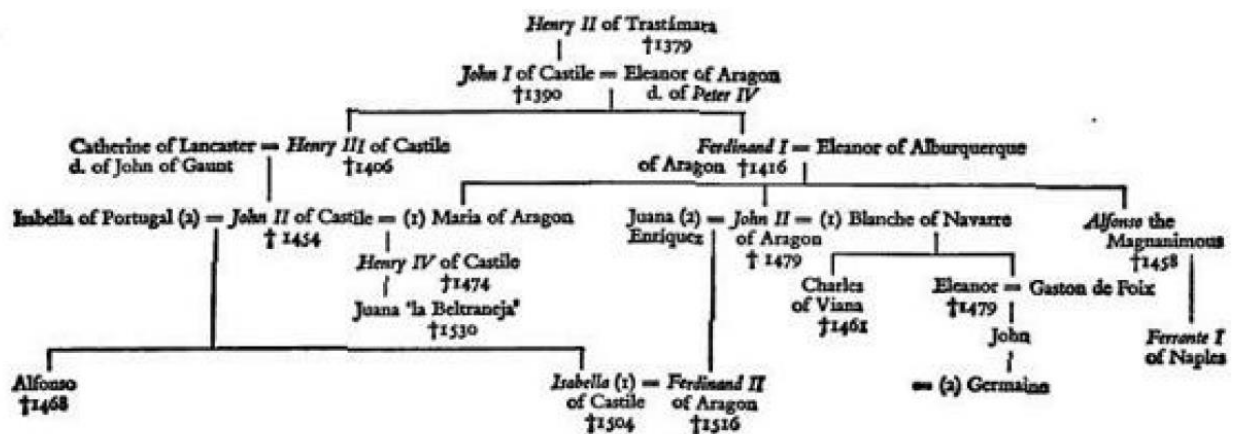 Henry II of Trastámara
†1379
John I of Castile = Eleanor of Aragon
†1390 d. of Peter IV
Catherine of Lancaster = Henry III of Castile
d. of John of Gaunt †1406
Ferdinand I = Eleanor of Alburquerque
of Aragon †1416
Isabella of Portugal (2) = John II of Castile = (1) Maria of Aragon
† 1454
Juana (2) = John II = (1) Blanche of Navarre
Enríquez of Aragon
† 1479
Alfonso the
Magnanimous
†1458
Henry IV of Castile
†1474
Juana 'la Beltraneja'
†1530
Charles
of Viana
†1461
Eleanor = Gaston de Foix
†1479
John
= (2) Germaine
Ferrante I
of Naples
Alfonso
†1468
Isabella (1) = Ferdinand II
of Castile of Aragon
†1504 †1516